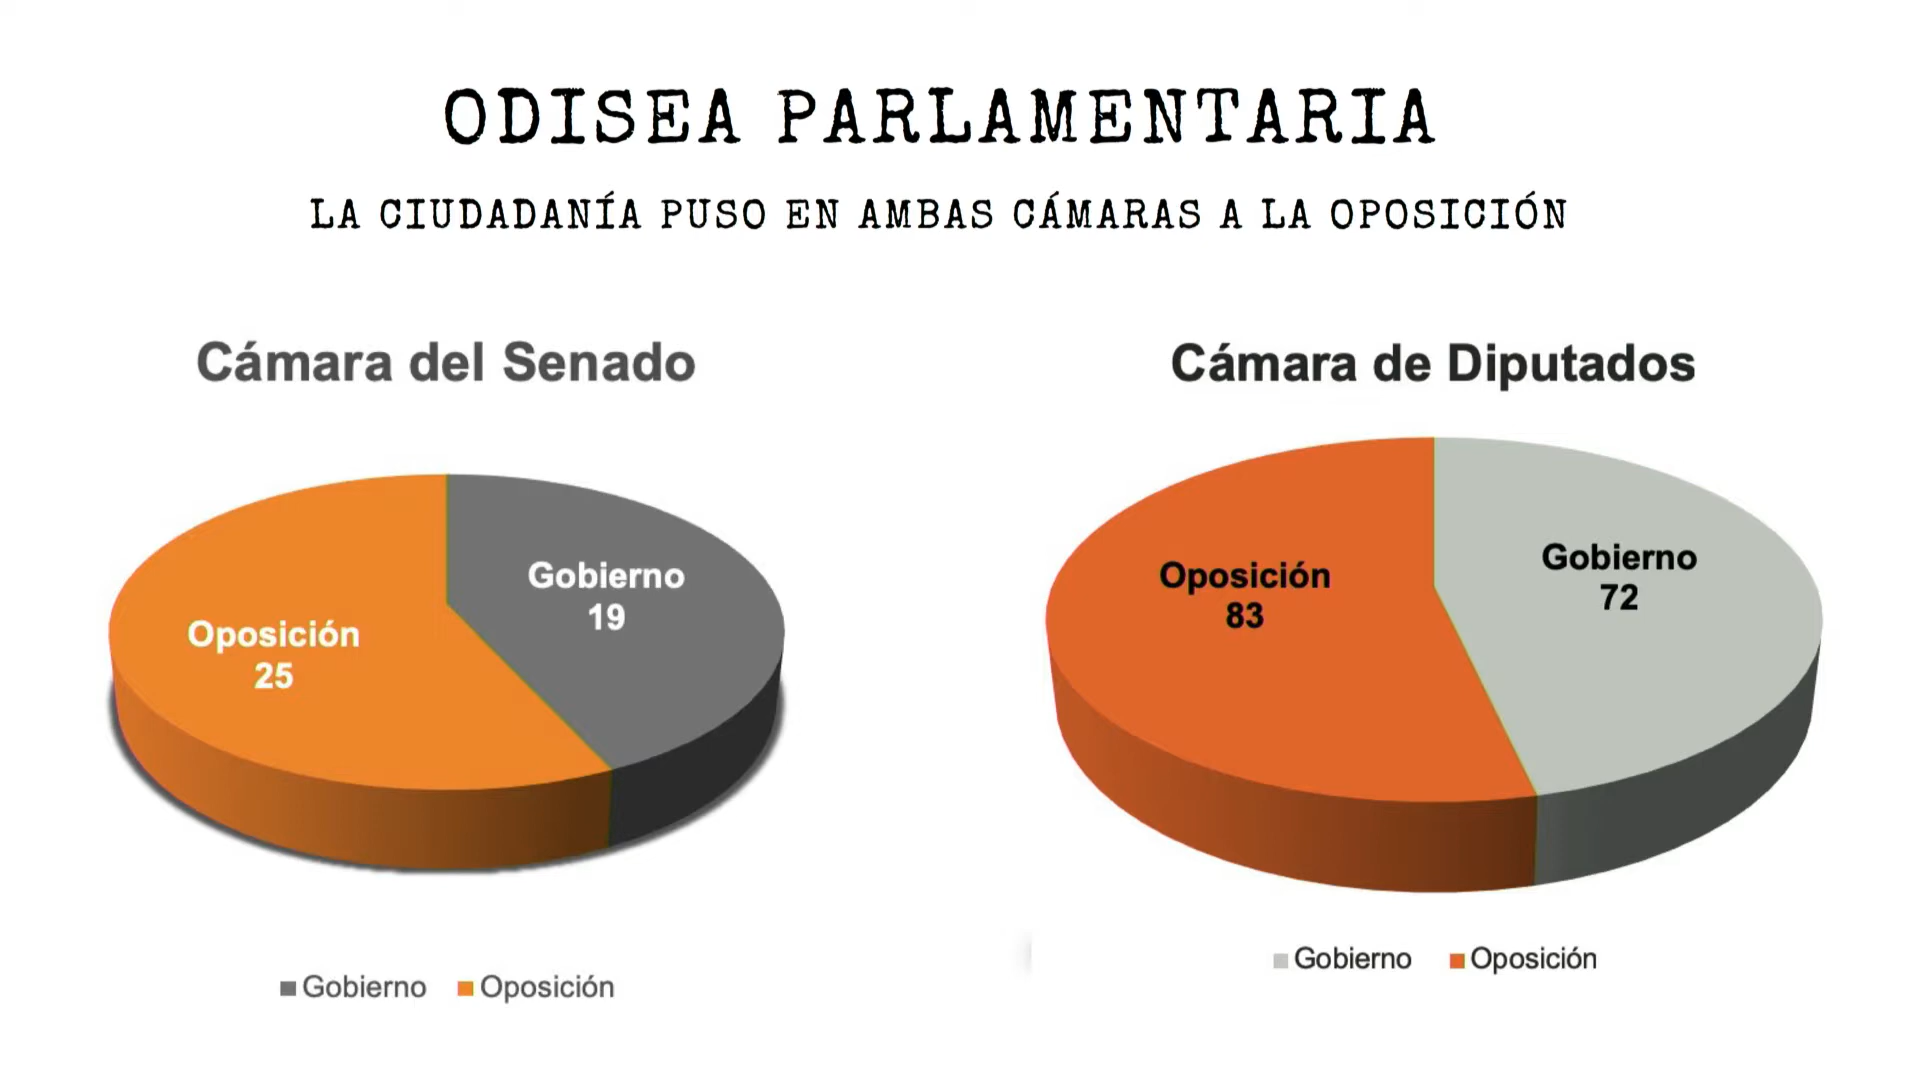 ODISEA PARLAMENTARIA
LA CIUDADANÍA PUSO EN AMBAS CÁMARAS A LA OPOSICIÓN
Cámara del Senado
Oposición
25
Gobierno
19
Gobierno Oposición
Cámara de Diputados
Oposición
83
Gobierno
72
Gobierno Oposición